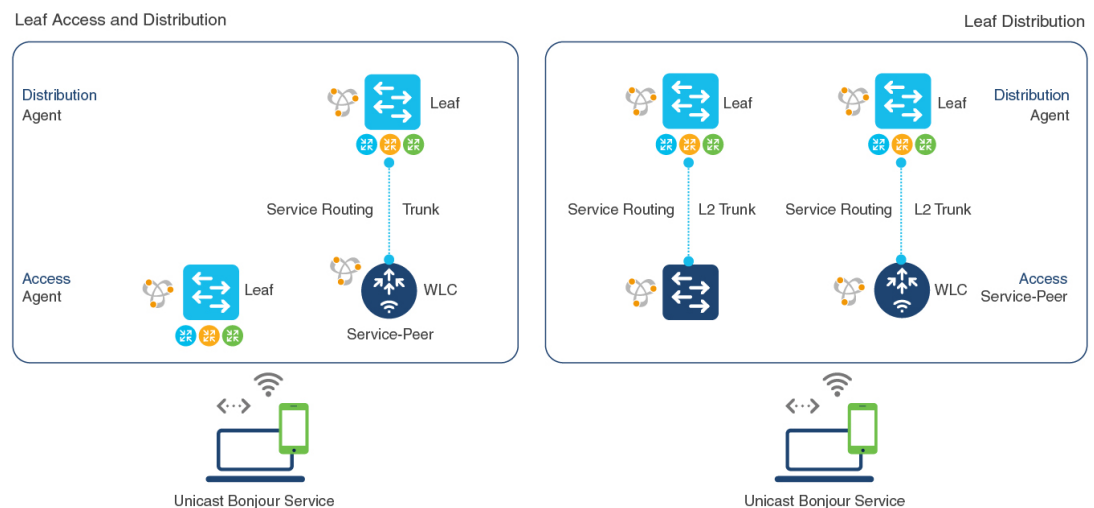 Leaf Access and Distribution
Distribution
Agent
Leaf
Service Routing
Trunk
Access
Agent
Leaf
WLC
Service-Peer
Unicast Bonjour Service
Leaf Distribution
Leaf
Leaf
Distribution
Agent
Service Routing
L2 Trunk
Service Routing
L2 Trunk
WLC
Access
Service-Peer
Unicast Bonjour Service